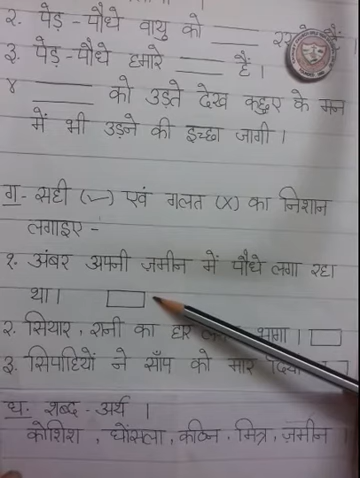 २. पेड़ - पौधे वायु को ____
३. पेड़ - पौधे हमारे ____ हैं ।
४ ____ को उड़ते देख कछुए के मन
में भी उड़ने की इच्छा जागी ।
ग - सही (✓) एवं गलत (X) का निशान
लगाइए -
१. अंबर अपनी ज़मीन में पौधे लगा रहा
था ।
२. सियार, रानी का हार भागा ।
३. सिपाहियों ने साँप को मार
घ. शब्द - अर्थ ।
कोशिश, घोंसला, कठिन, मित्र, ज़मीन ।